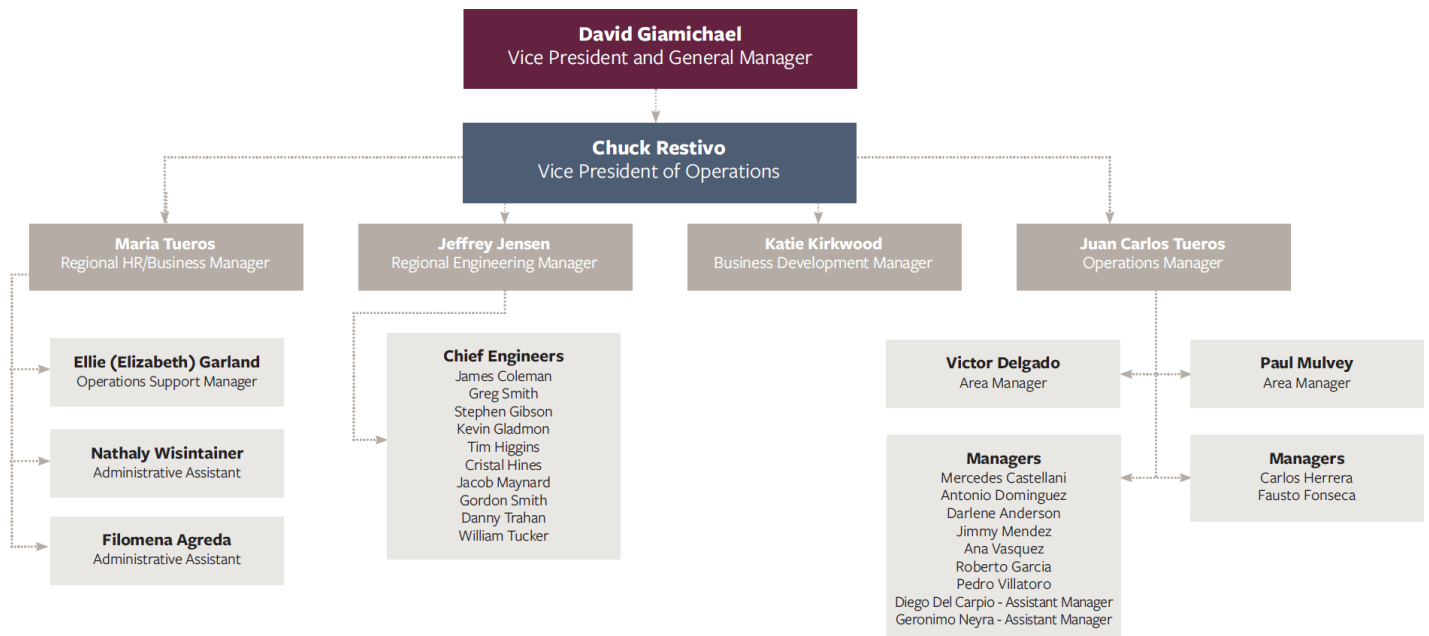 David Giamichael
Vice President and General Manager
Chuck Restivo
Vice President of Operations
Maria Tueros
Regional HR/Business Manager
Jeffrey Jensen
Regional Engineering Manager
Katie Kirkwood
Business Development Manager
Juan Carlos Tueros
Operations Manager
Ellie (Elizabeth) Garland
Operations Support Manager
Nathaly Wisintainer
Administrative Assistant
Filomena Agreda
Administrative Assistant
Chief Engineers
James Coleman
Greg Smith
Stephen Gibson
Kevin Gladmon
Tim Higgins
Cristal Hines
Jacob Maynard
Gordon Smith
Danny Trahan
William Tucker
Victor Delgado
Area Manager
Paul Mulvey
Area Manager
Managers
Mercedes Castellani
Antonio Dominguez
Darlene Anderson
Jimmy Mendez
Ana Vasquez
Roberto Garcia
Pedro Villatoro
Diego Del Carpio - Assistant Manager
Geronimo Neyra - Assistant Manager
Managers
Carlos Herrera
Fausto Fonseca